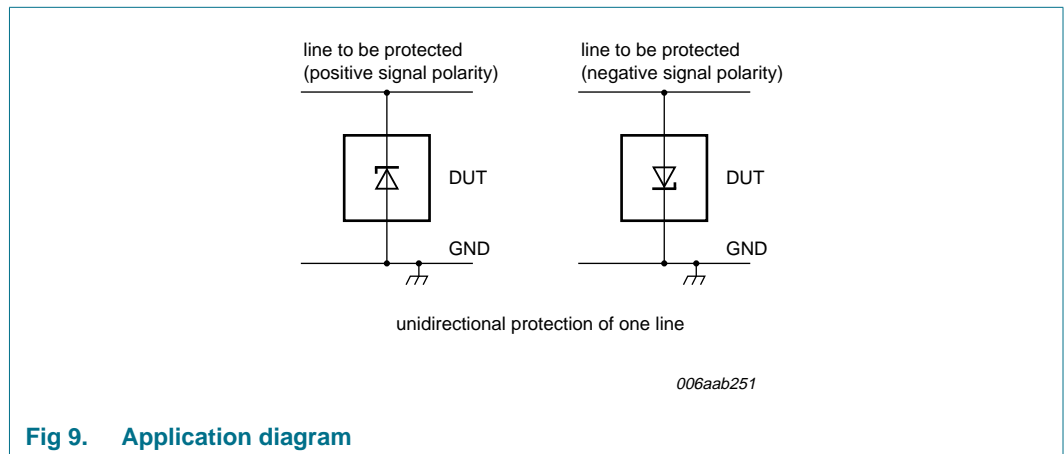 line to be protected
(positive signal polarity)
line to be protected
(negative signal polarity)
DUT
DUT
GND
GND
unidirectional protection of one line
006aab251
Fig 9. Application diagram